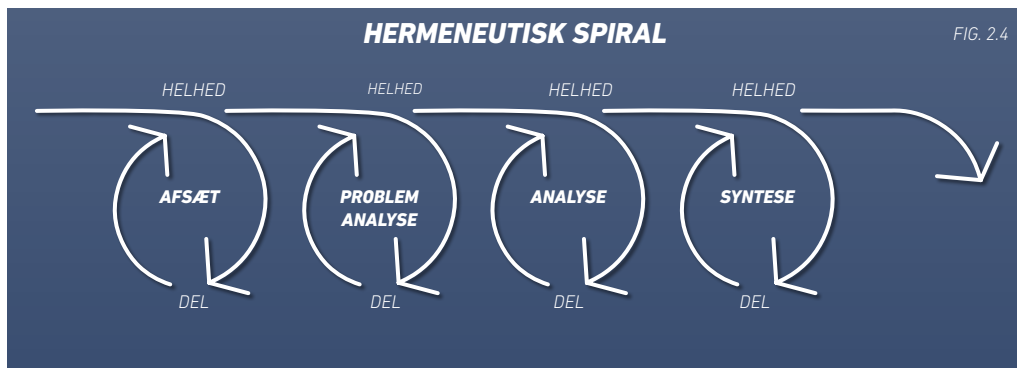 HERMENEUTISK SPIRAL
FIG. 2.4
HELHED
HELHED
HELHED
HELHED
AFSÆT
PROBLEM
ANALYSE
ANALYSE
SYNTESE
DEL
DEL
DEL
DEL